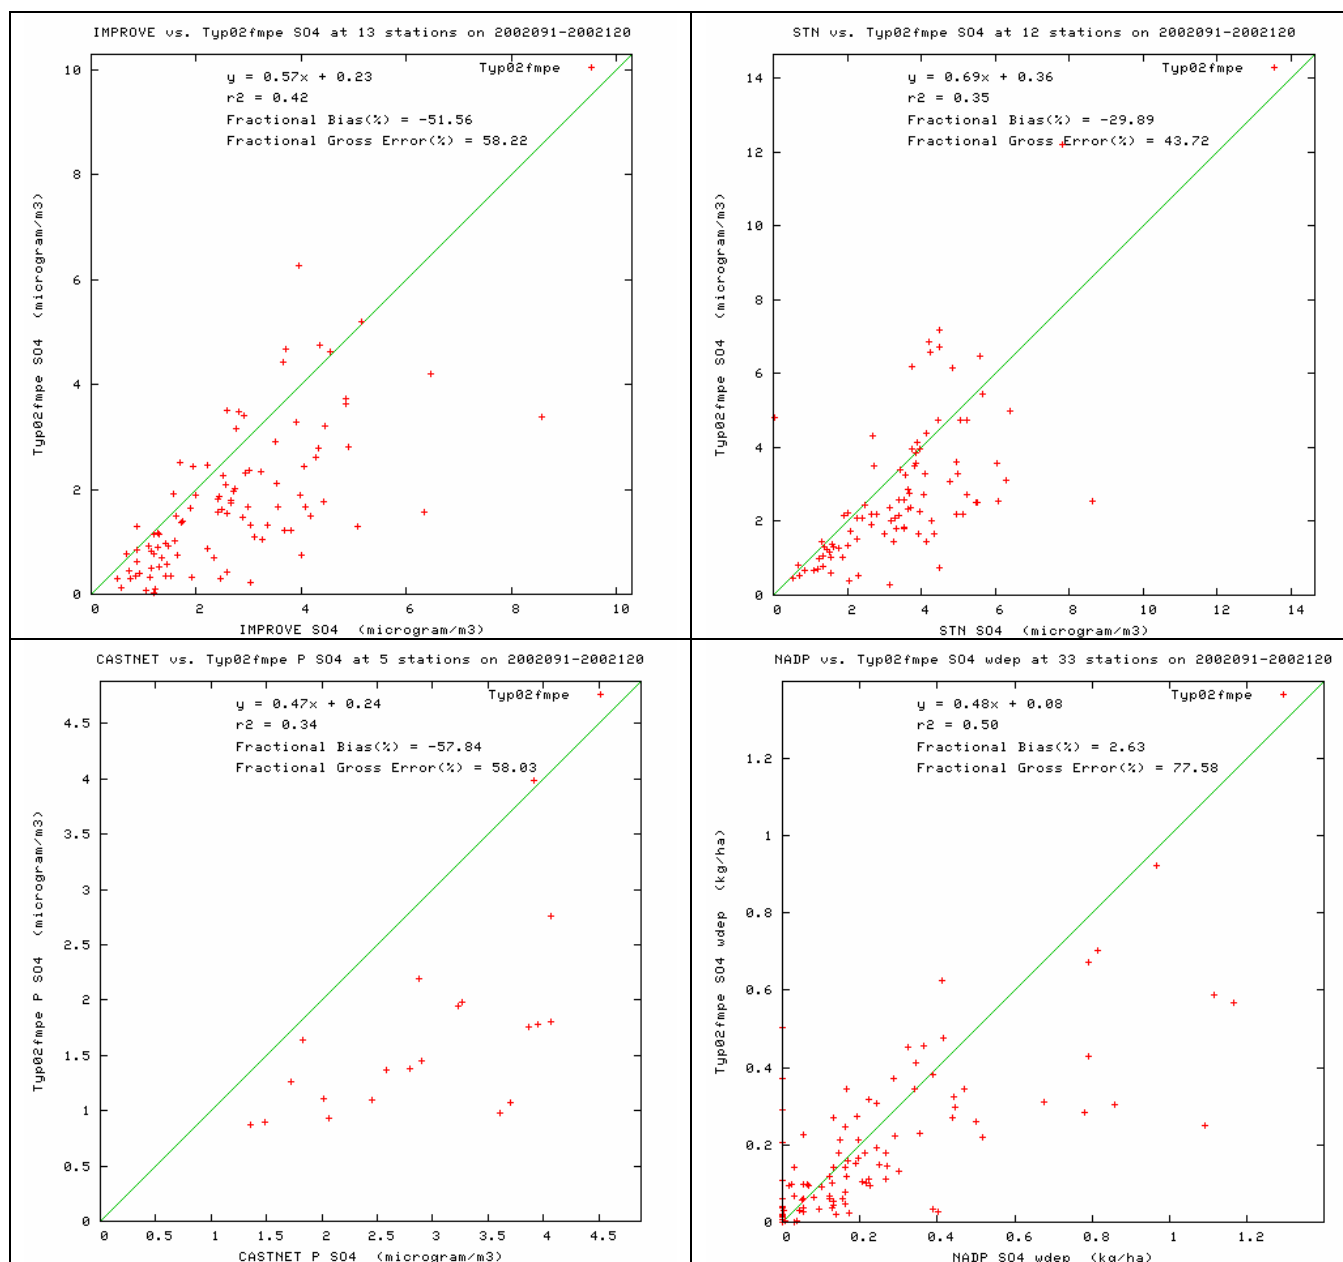 IMPROVE vs. Typ02fmpe SO4 at 13 stations on 2002091-2002120
Typ02fmpe
y = 0.57x + 0.23
r2 = 0.42
Fractional Bias(%) = -51.56
Fractional Gross Error(%) = 58.22
Typ02fmpe SO4 (microgram/m3)
10
8
6
4
2
0
0 2 4 6 8 10
IMPROVE SO4 (microgram/m3)
STN vs. Typ02fmpe SO4 at 12 stations on 2002091-2002120
Typ02fmpe
y = 0.69x + 0.36
r2 = 0.35
Fractional Bias(%) = -29.89
Fractional Gross Error(%) = 43.72
Typ02fmpe SO4 (microgram/m3)
14
12
10
8
6
4
2
0
0 2 4 6 8 10 12 14
STN SO4 (microgram/m3)
CASTNET vs. Typ02fmpe P SO4 at 5 stations on 2002091-2002120
Typ02fmpe
y = 0.47x + 0.24
r2 = 0.34
Fractional Bias(%) = -57.84
Fractional Gross Error(%) = 58.03
Typ02fmpe P SO4 (microgram/m3)
4.5
4
3.5
3
2.5
2
1.5
1
0.5
0
0 0.5 1 1.5 2 2.5 3 3.5 4 4.5
CASTNET P SO4 (microgram/m3)
NADP vs. Typ02fmpe SO4 wdep at 33 stations on 2002091-2002120
Typ02fmpe
y = 0.48x + 0.08
r2 = 0.50
Fractional Bias(%) = 2.63
Fractional Gross Error(%) = 77.58
Typ02fmpe SO4 wdep (kg/ha)
1.2
1
0.8
0.6
0.4
0.2
0
0 0.2 0.4 0.6 0.8 1 1.2
NADP SO4 wdep (kg/ha)